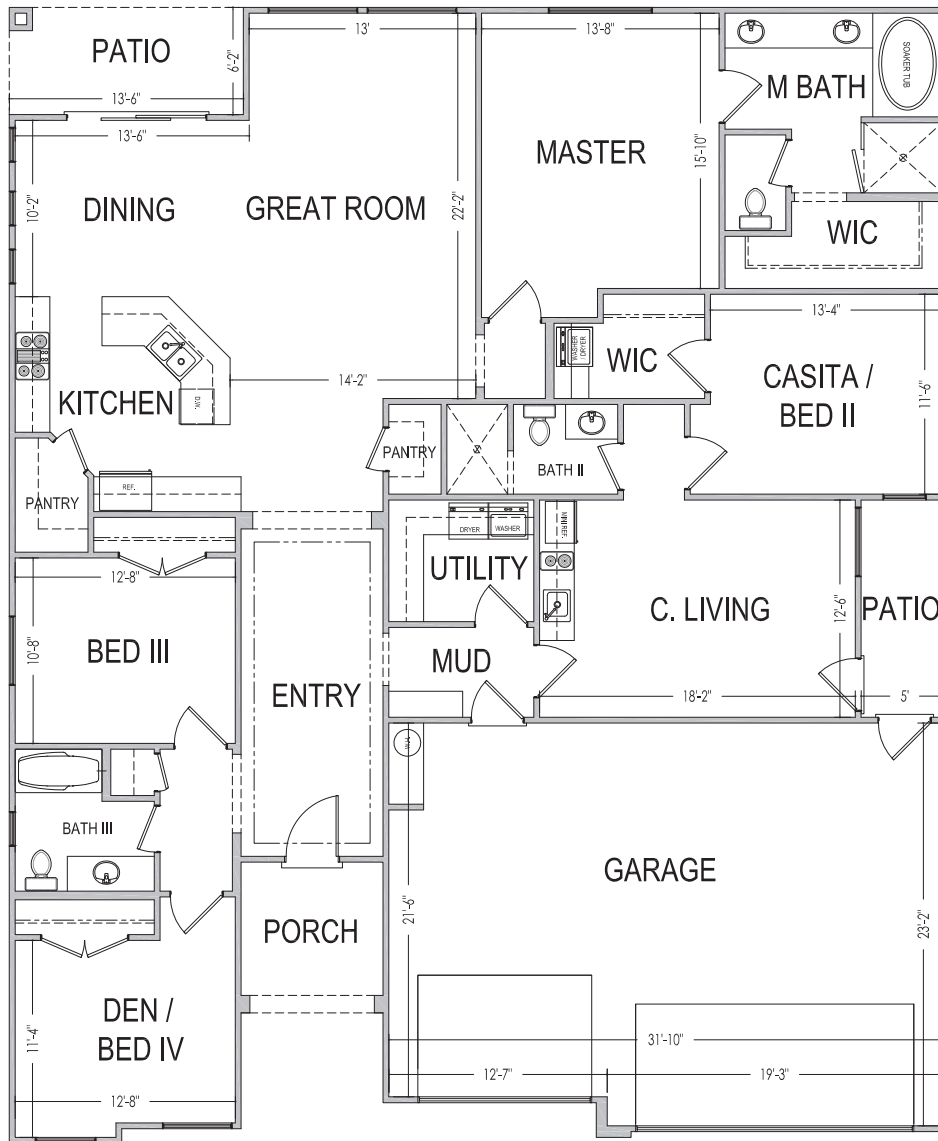 13'
13'-8"
PATIO
6'-2"
SOAKER TUB
M BATH
13'-6"
13'-6"
MASTER
15'-10"
10'-2"
DINING
GREAT ROOM
22'-2"
WIC
13'-4"
WASHER
/ DRYER
WIC
CASITA /
BED II
11'-6"
14'-2"
KITCHEN
D.W.
PANTRY
BATH II
REF.
PANTRY
DRYER
WASHER
MINI REF.
UTILITY
12'-8"
C. LIVING
12'-6"
PATIO
BED III
10'-8"
MUD
ENTRY
18'-2"
5'
H.W.
BATH III
GARAGE
21'-6"
23'-2"
PORCH
DEN /
BED IV
11'-4"
31'-10"
12'-7"
19'-3"
12'-8"